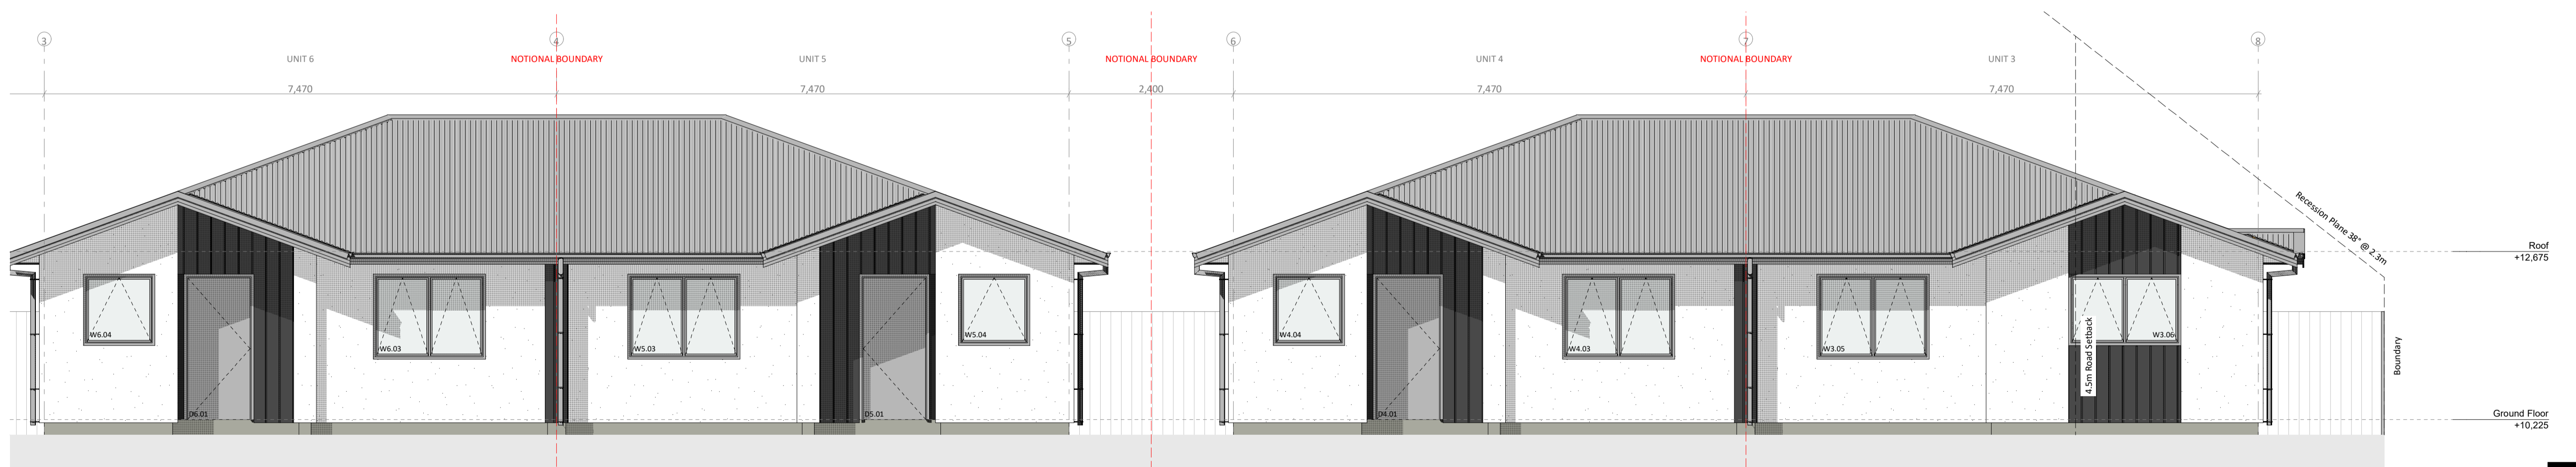 3
4
5
6
7
8
UNIT 6
NOTIONAL BOUNDARY
UNIT 5
NOTIONAL BOUNDARY
UNIT 4
NOTIONAL BOUNDARY
UNIT 3
7,470
7,470
2,400
7,470
7,470
Recession Plane 38° @ 2.3m
Roof
+12,675
W6.04
W6.03
W5.03
W5.04
W4.04
W4.03
W3.05
W3.06
4.5m Road Setback
Boundary
D6.01
D5.01
D4.01
Ground Floor
+10,225